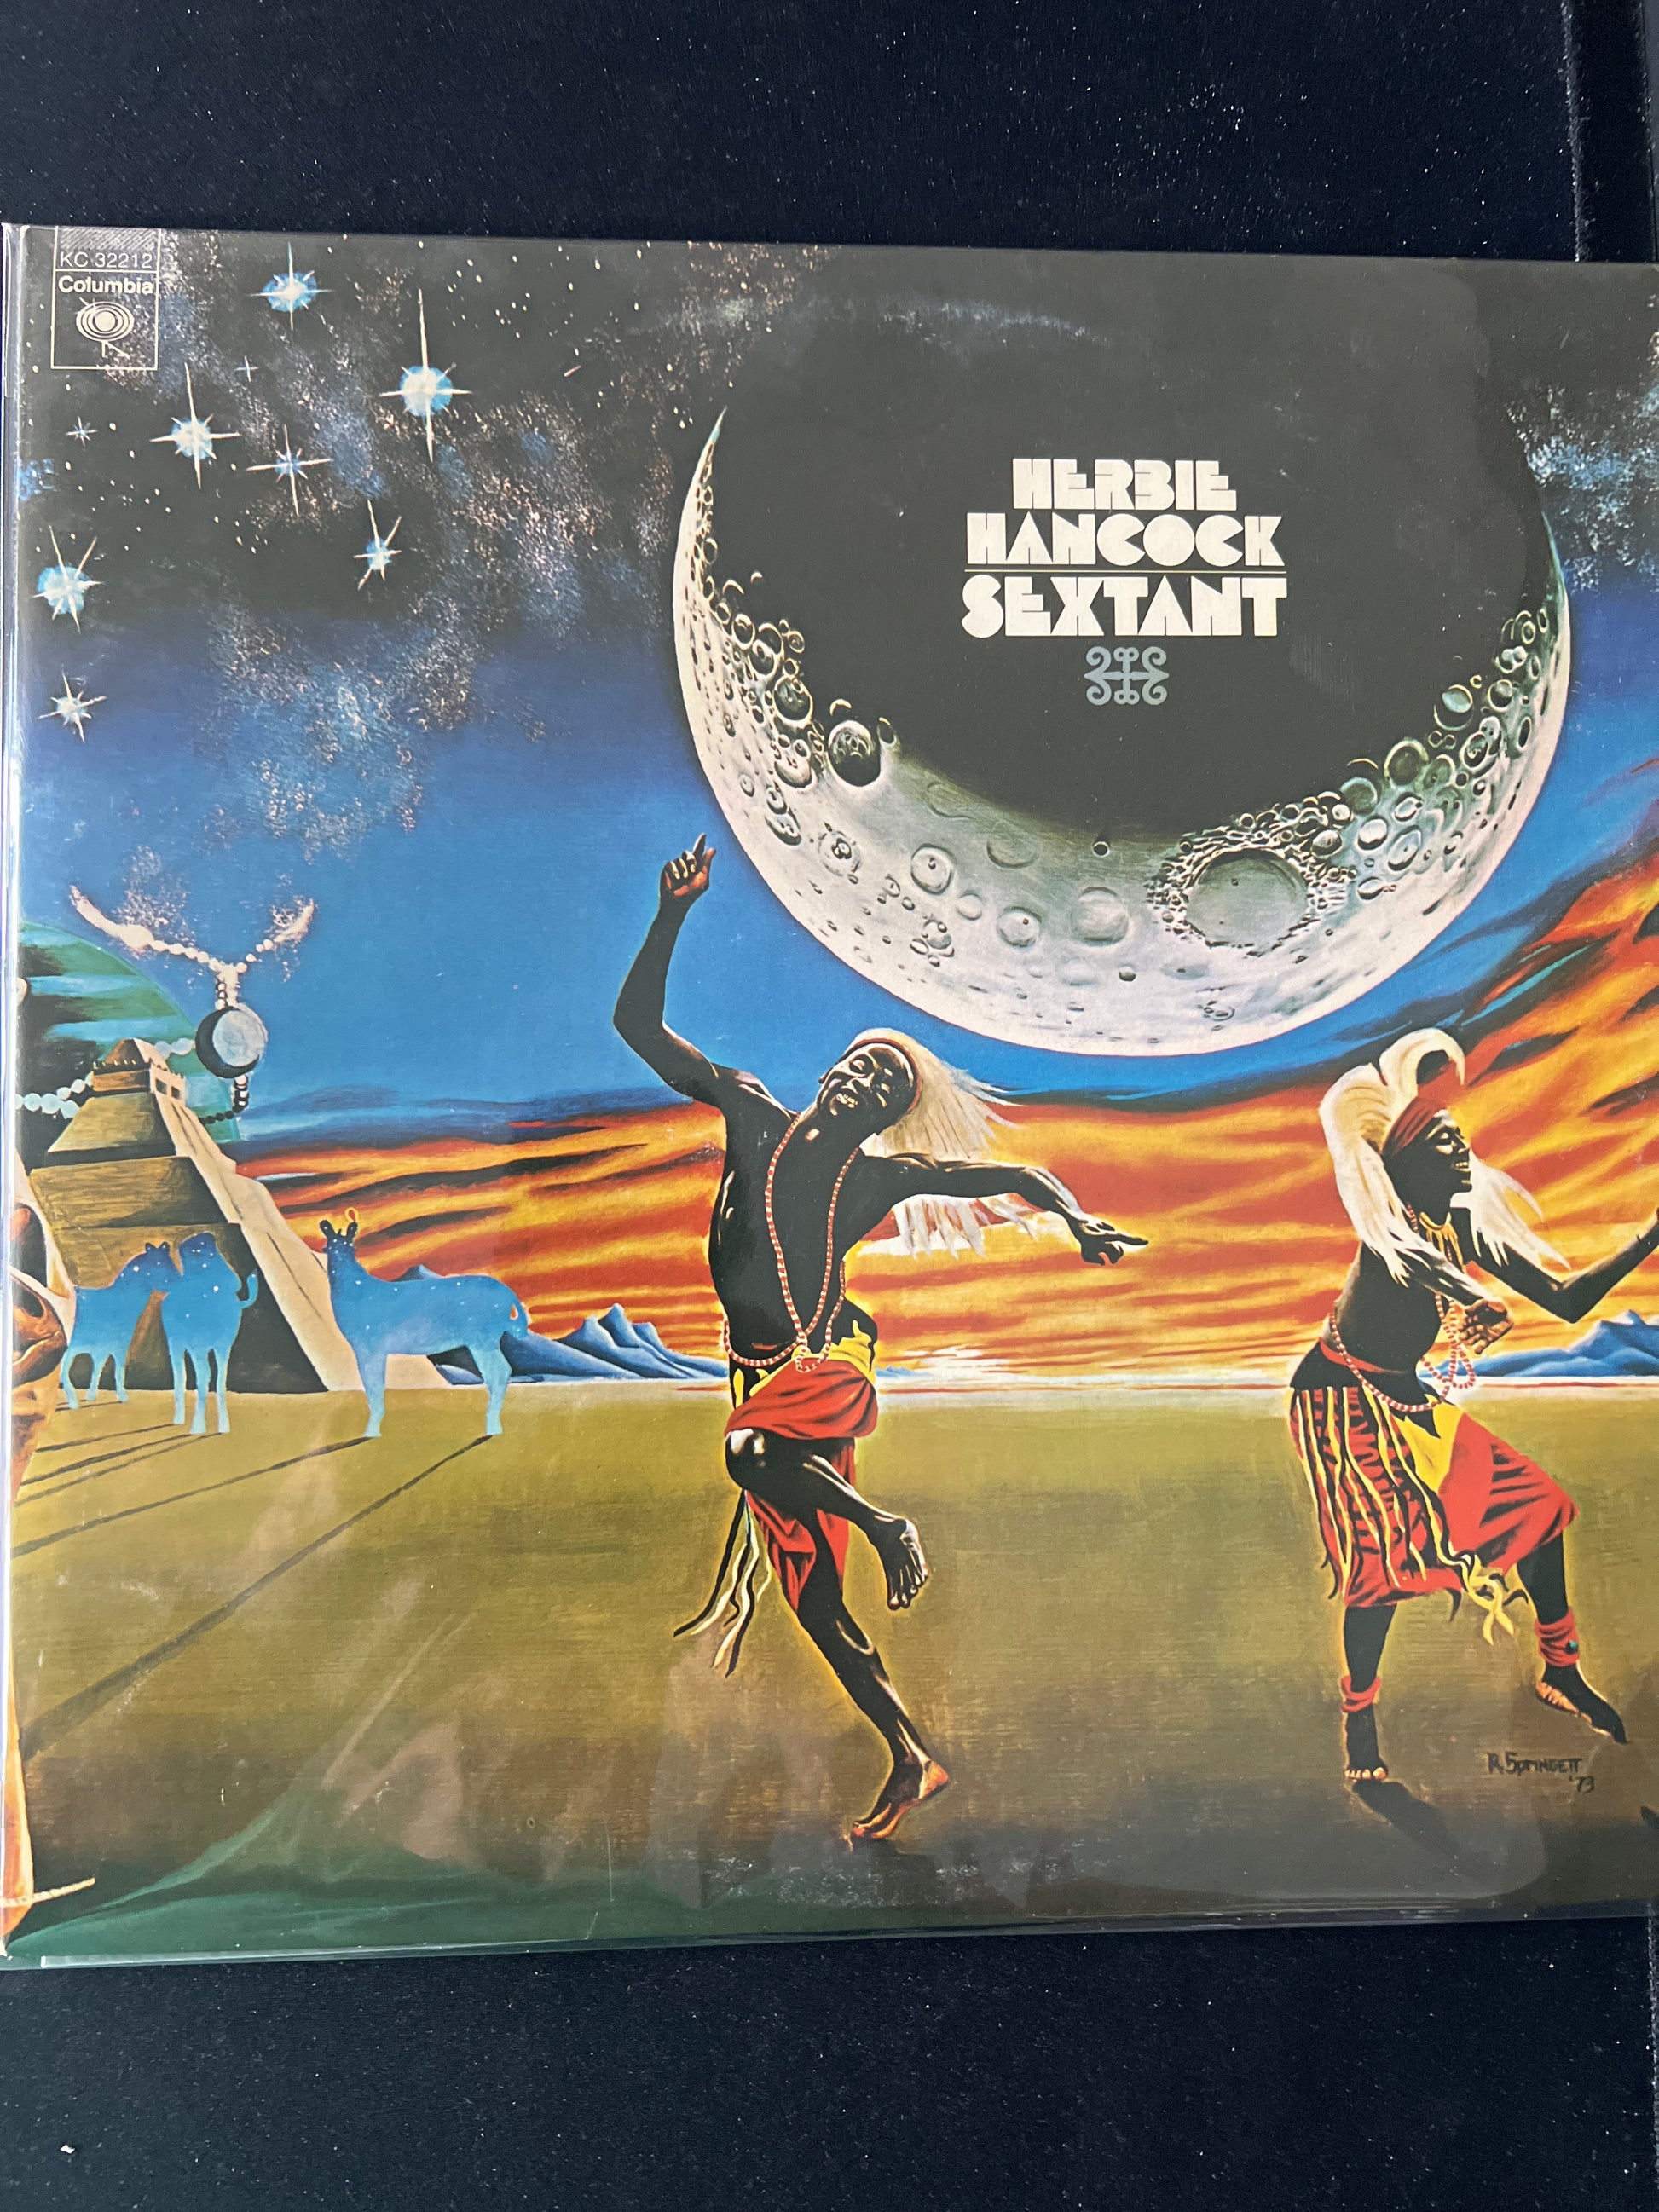 KC 32212
Columbia
HERBIE
HANCOCK
SEXTANT
R. Springett
'73